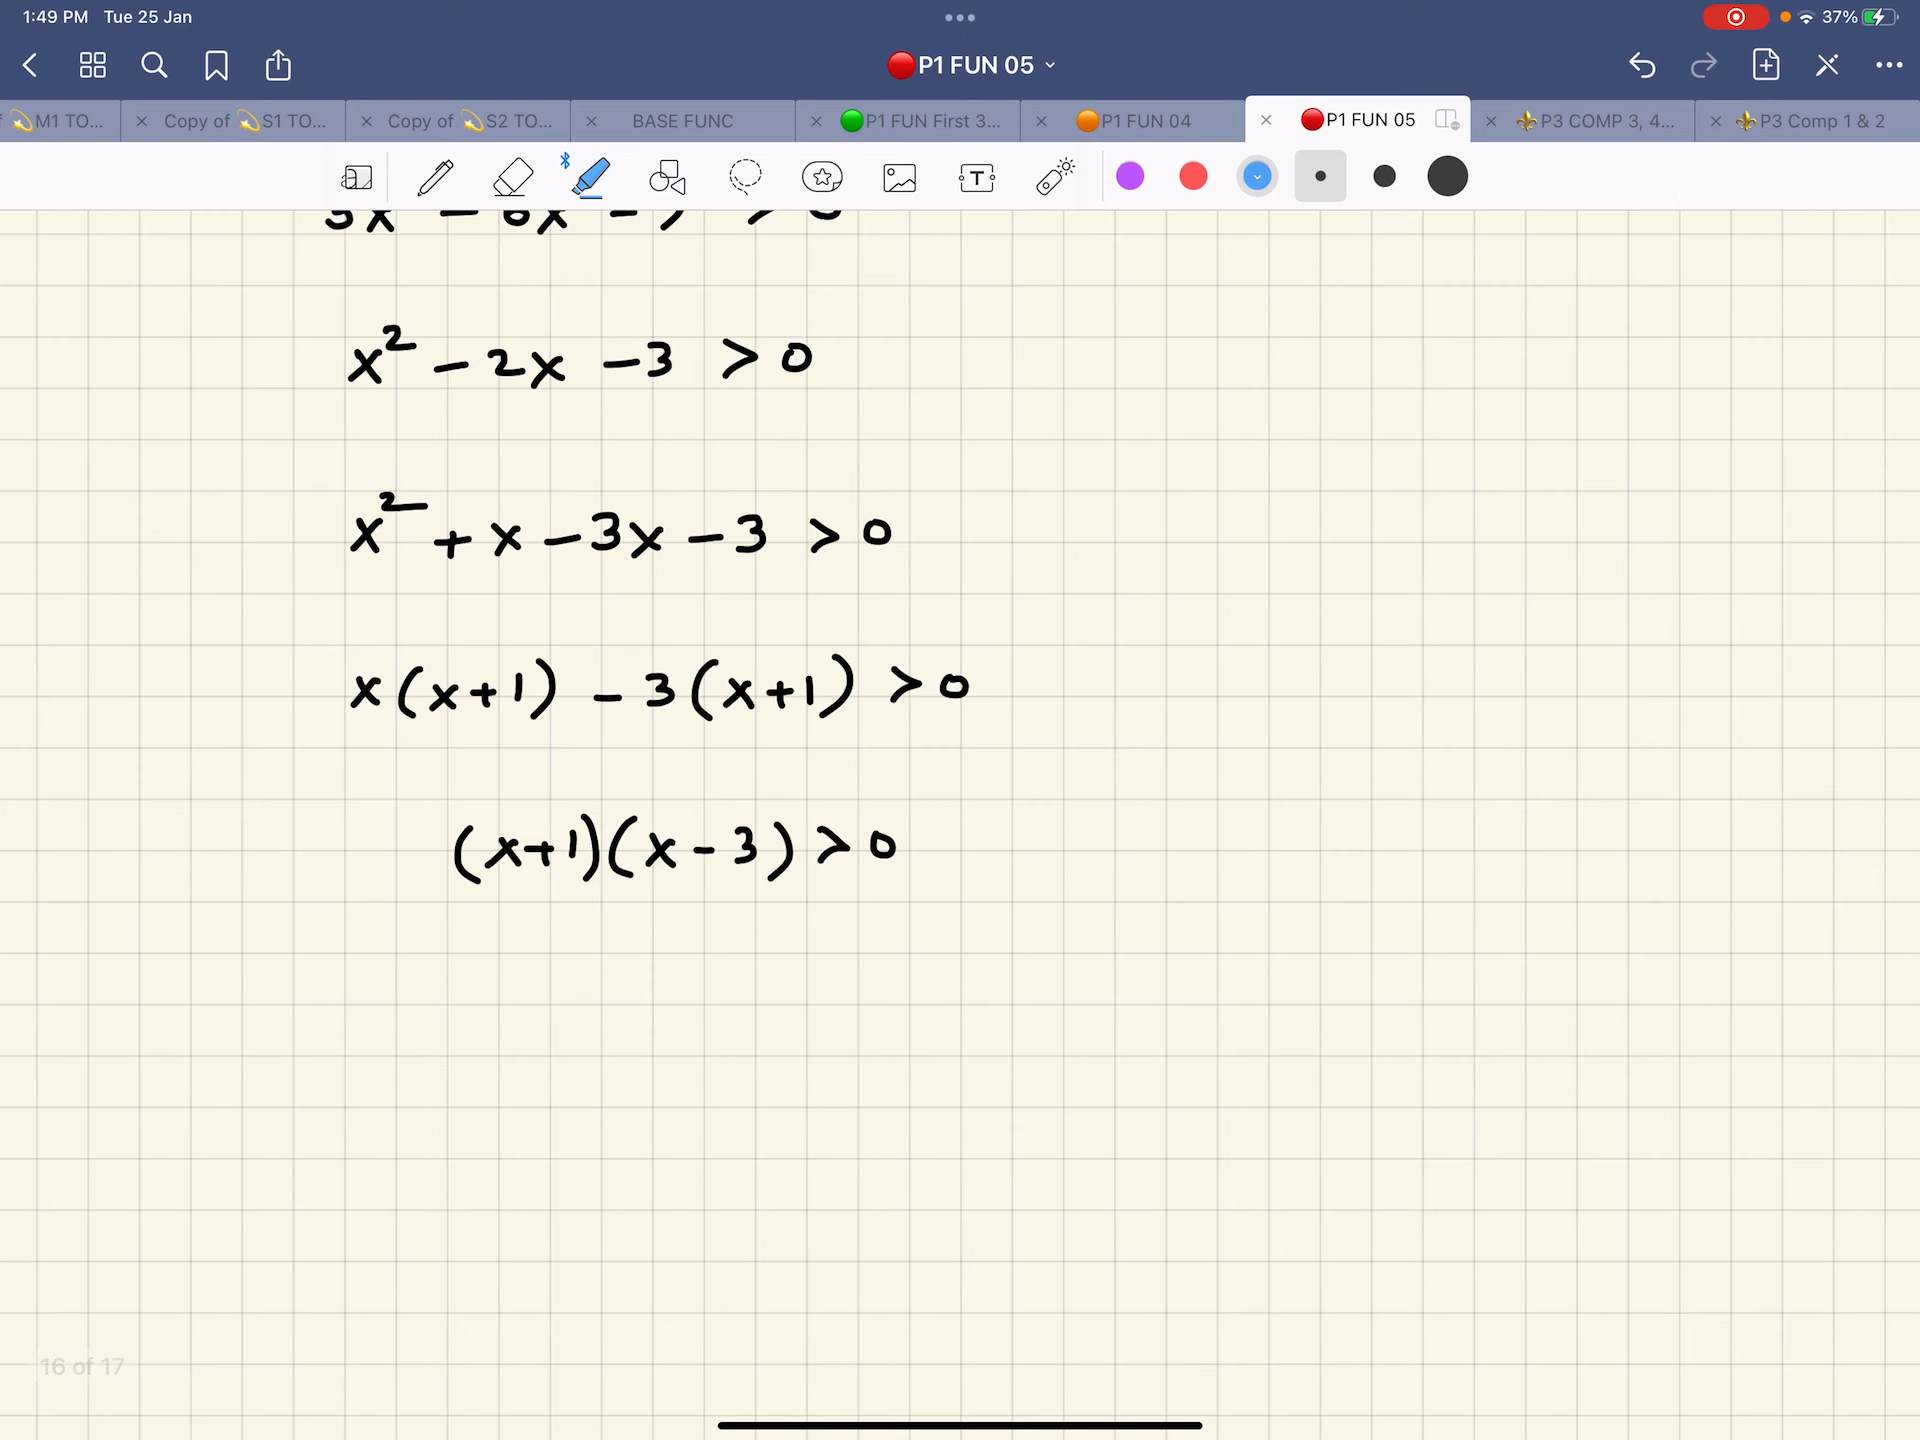 1:49 PM Tue 25 Jan
37%
P1 FUN 05
M1 TO...
Copy of 💫S1 TO...
Copy of 💫S2 TO...
BASE FUNC
P1 FUN First 3...
P1 FUN 04
P1 FUN 05
P3 COMP 3, 4...
P3 Comp 1 & 2
x² - 2x - 3 > 0
x² + x - 3x - 3 > 0
x(x+1) - 3(x+1) > 0
(x+1)(x-3) > 0
16 of 17